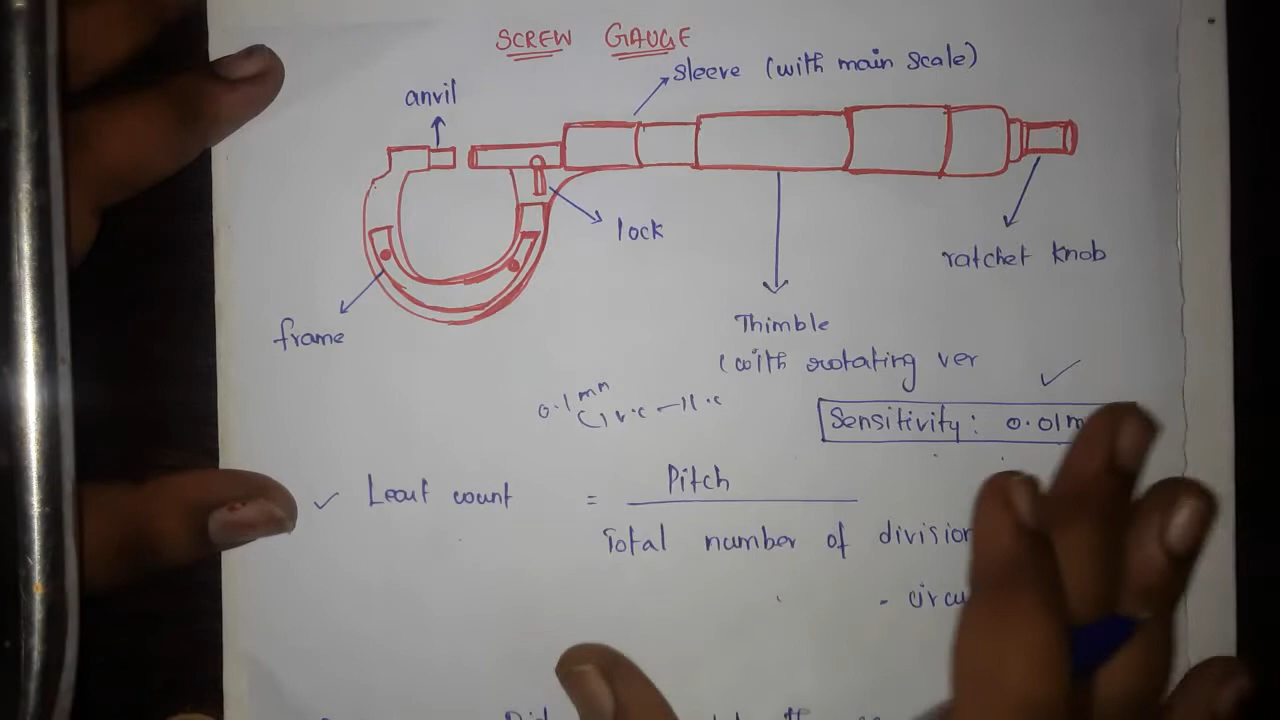 SCREW GAUGE
sleeve (with main scale)
anvil
lock
ratchet knob
frame
Thimble
(with rotating ver
0.1mm
Sensitivity: 0.01m
✓ Least count = Pitch
Total number of division
- circu